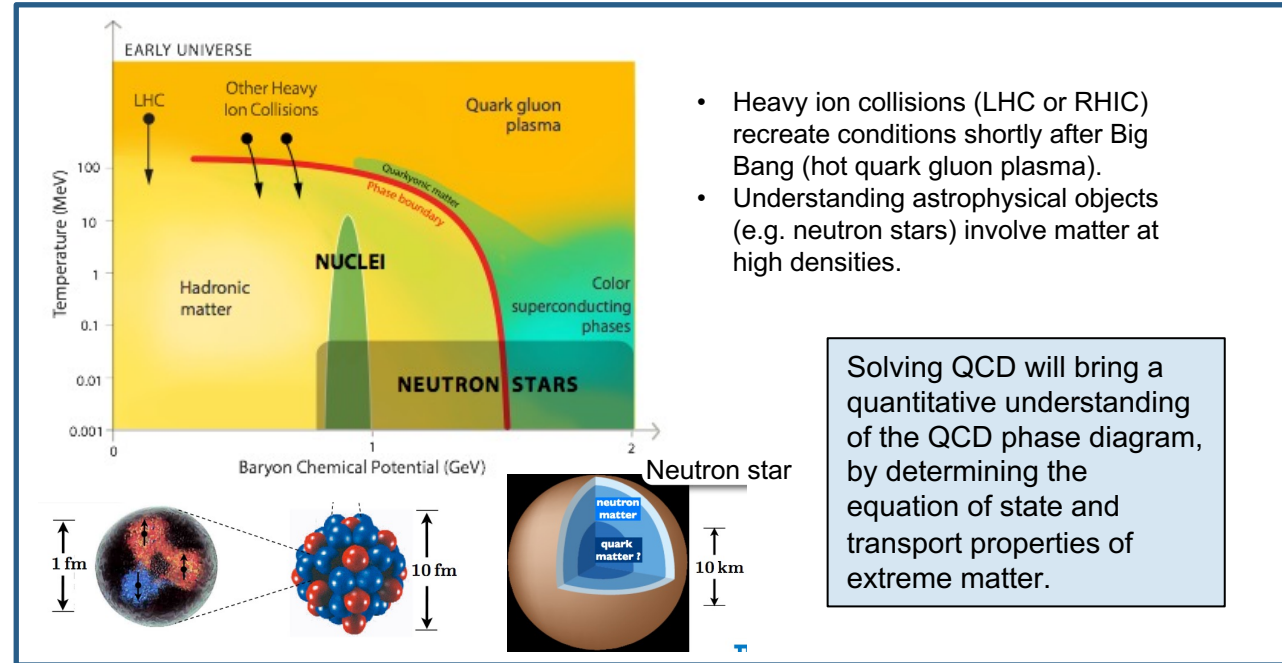 EARLY UNIVERSE
LHC
Other Heavy
Ion Collisions
Quark gluon
plasma
Temperature (MeV)
100
10
1
0.1
0.01
0.001
Quarkyonic matter
Phase boundary
NUCLEI
Hadronic
matter
Color
superconducting
phases
NEUTRON STARS
0
1
2
Baryon Chemical Potential (GeV)
• Heavy ion collisions (LHC or RHIC)
recreate conditions shortly after Big
Bang (hot quark gluon plasma).
• Understanding astrophysical objects
(e.g. neutron stars) involve matter at
high densities.
Solving QCD will bring a
quantitative understanding
of the QCD phase diagram,
by determining the
equation of state and
transport properties of
extreme matter.
1 fm
10 fm
Neutron star
neutron
matter
quark
matter ?
10 km